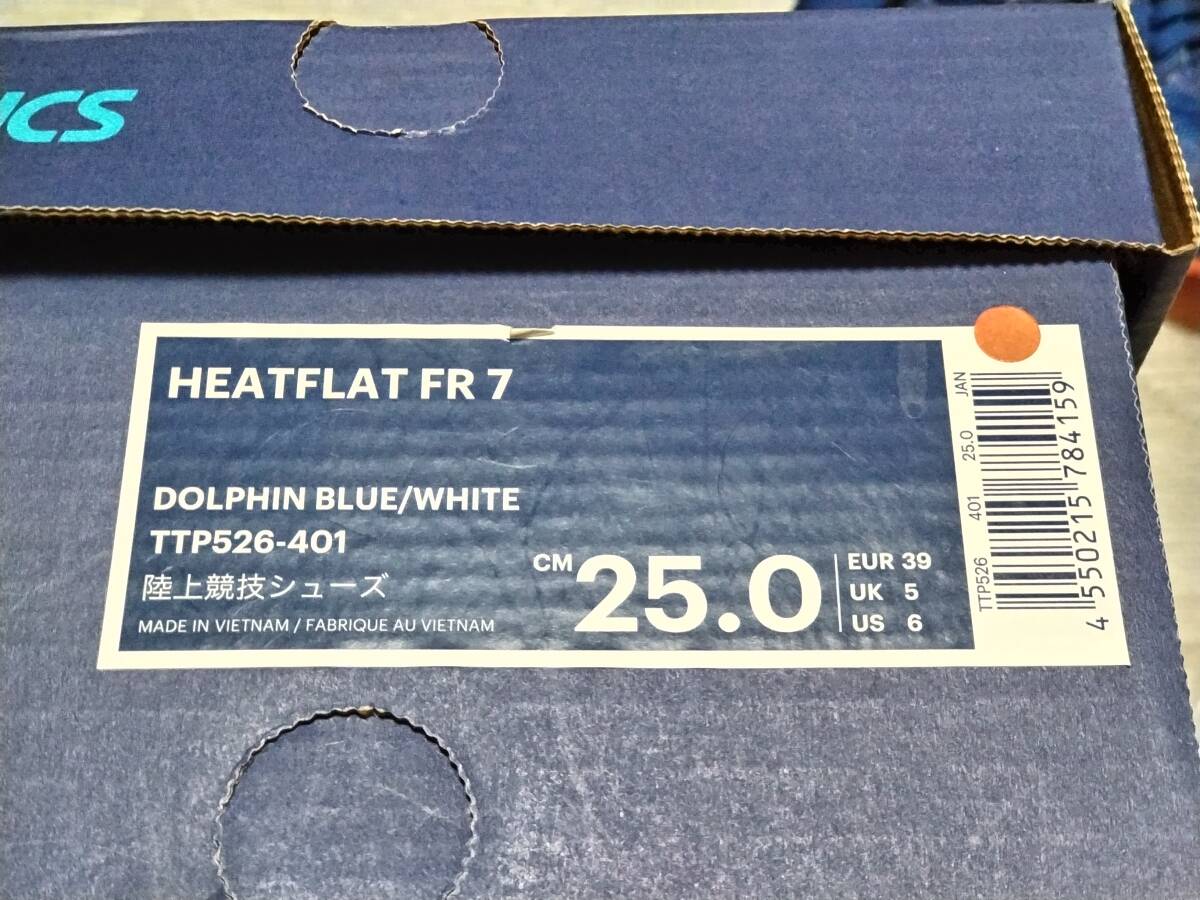 ICS
HEATFLAT FR 7
DOLPHIN BLUE/WHITE
TTP526-401
陸上競技シューズ
MADE IN VIETNAM / FABRIQUE AU VIETNAM
CM 25.0
EUR 39
UK 5
US 6
TTP526 401 25.0 JAN
4 550215 784159